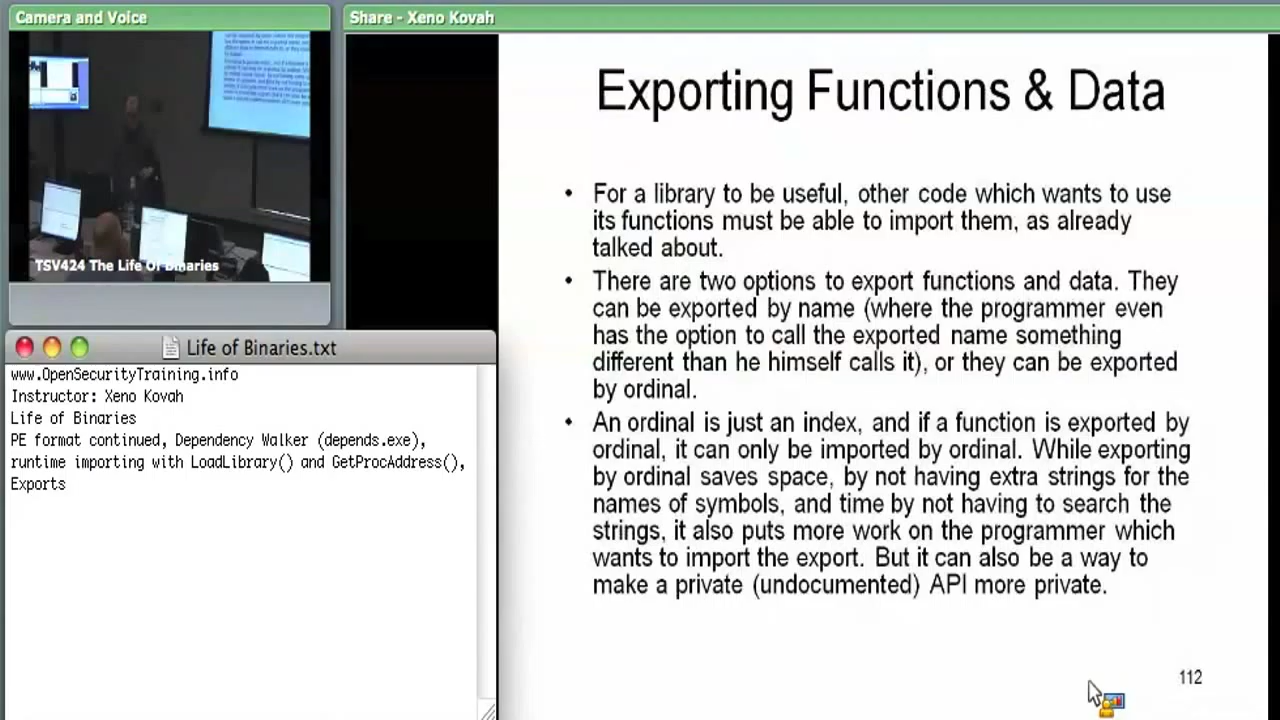 Camera and Voice
Share - Xeno Kovah
TSV424 The Life Of Binaries
Life of Binaries.txt
www.OpenSecurityTraining.info
Instructor: Xeno Kovah
Life of Binaries
PE format continued, Dependency Walker (depends.exe),
runtime importing with LoadLibrary() and GetProcAddress(),
Exports
Exporting Functions & Data
• For a library to be useful, other code which wants to use
its functions must be able to import them, as already
talked about.
• There are two options to export functions and data. They
can be exported by name (where the programmer even
has the option to call the exported name something
different than he himself calls it), or they can be exported
by ordinal.
• An ordinal is just an index, and if a function is exported by
ordinal, it can only be imported by ordinal. While exporting
by ordinal saves space, by not having extra strings for the
names of symbols, and time by not having to search the
strings, it also puts more work on the programmer which
wants to import the export. But it can also be a way to
make a private (undocumented) API more private.
112